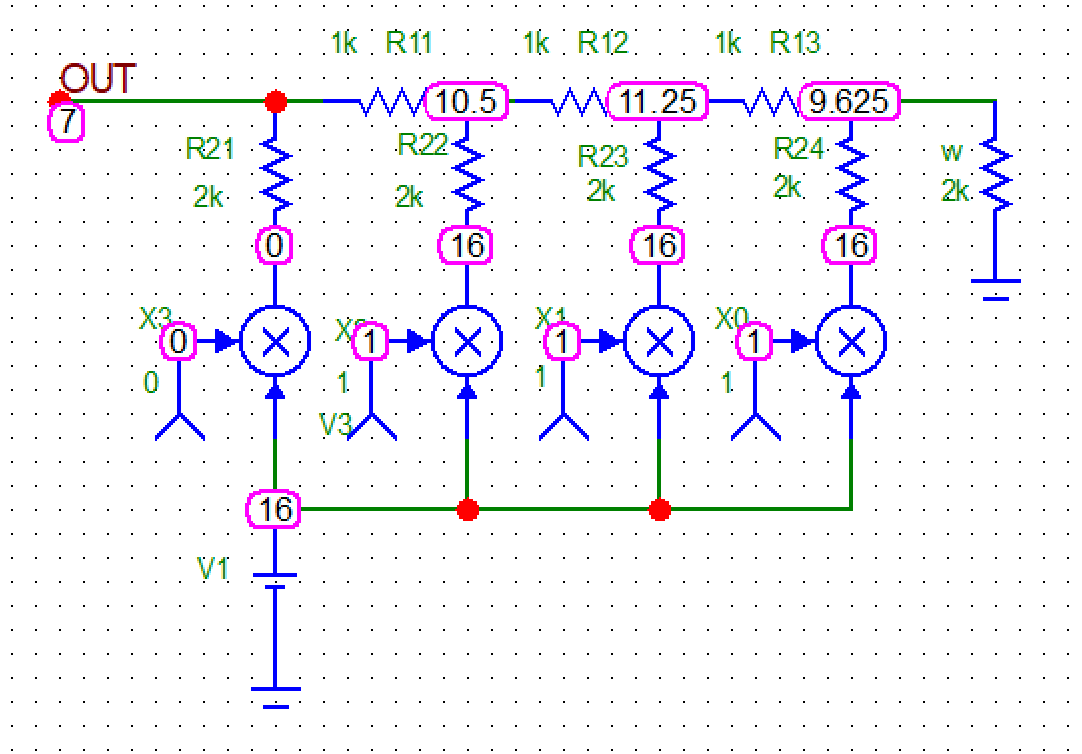 1k R11 1k R12 1k R13
OUT
7 10.5 11.25 9.625
R21 R22 R23 R24 w
2k 2k 2k 2k 2k
0 16 16 16
X3 X1 X0
0 1 1 1
0 1 1 1
V3
16
V1